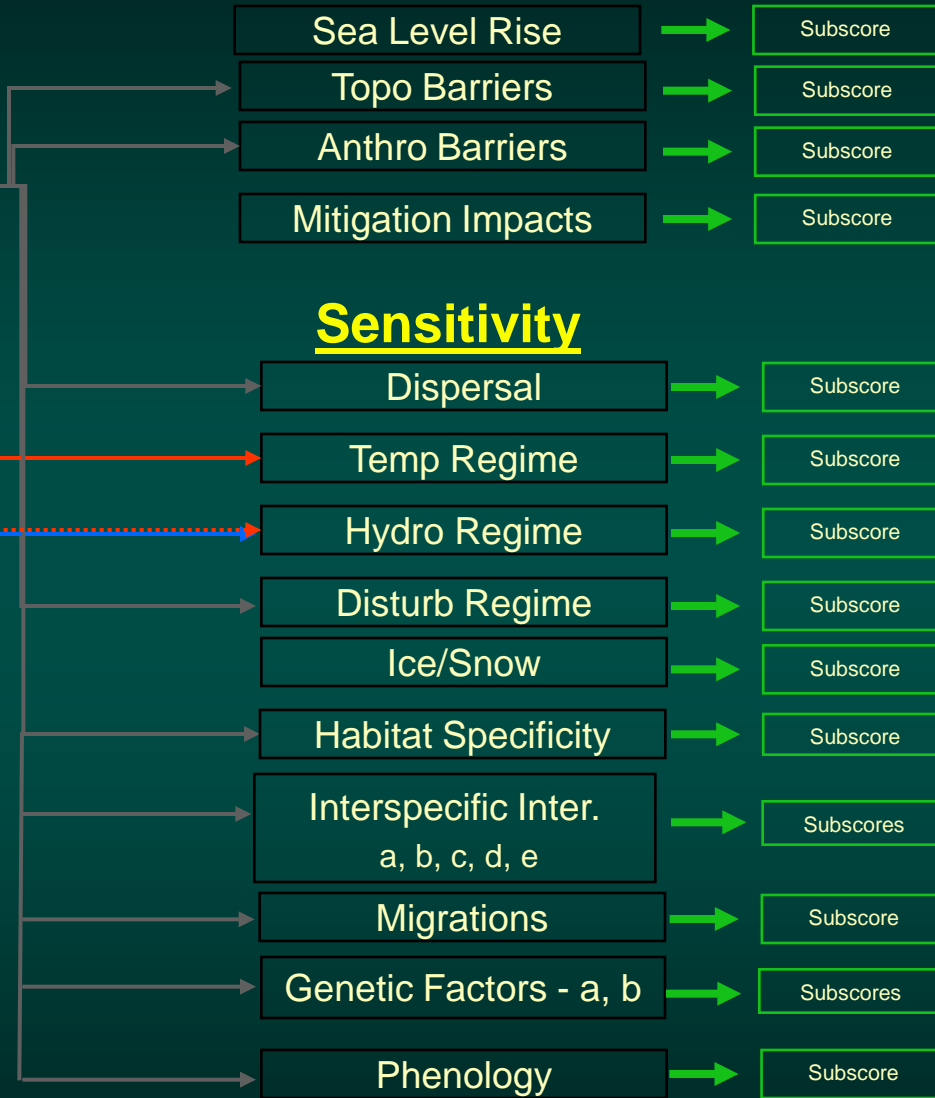 Sea Level Rise
Subscore
Topo Barriers
Subscore
Anthro Barriers
Subscore
Mitigation Impacts
Subscore
Sensitivity
Dispersal
Subscore
Temp Regime
Subscore
Hydro Regime
Subscore
Disturb Regime
Subscore
Ice/Snow
Subscore
Habitat Specificity
Subscore
Interspecific Inter.
a, b, c, d, e
Subscores
Migrations
Subscore
Genetic Factors - a, b
Subscores
Phenology
Subscore